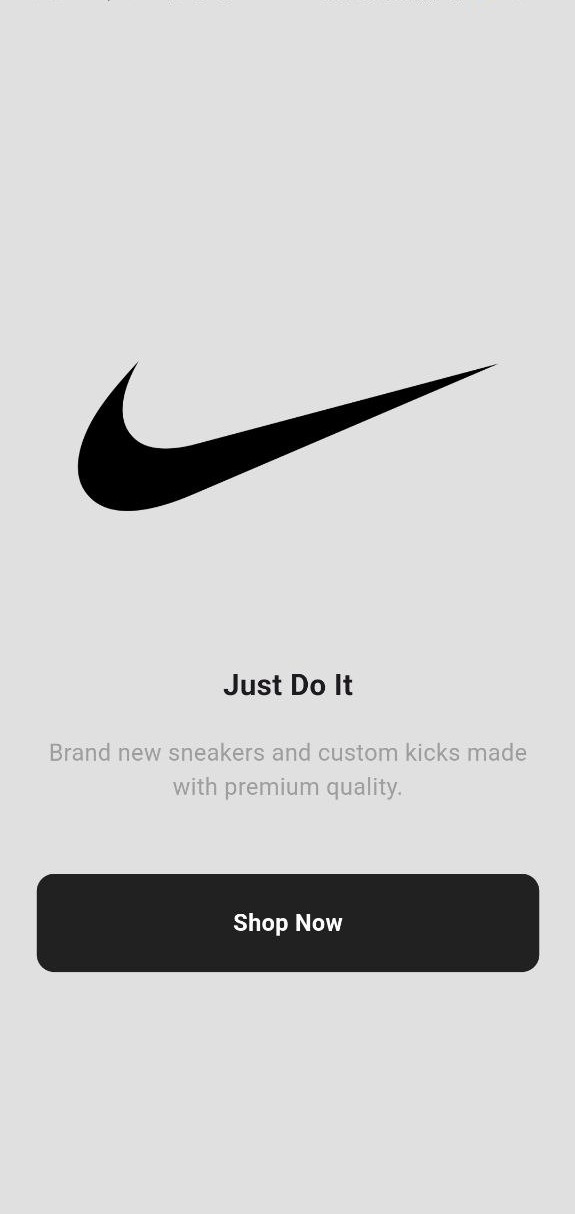 Just Do It
Brand new sneakers and custom kicks made
with premium quality.
Shop Now